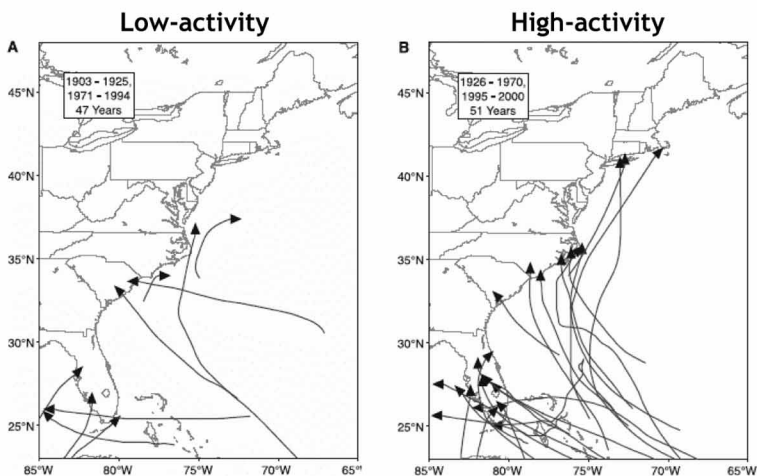 Low-activity
High-activity
A
1903 - 1925,
1971 - 1994
47 Years
45°N
40°N
35°N
30°N
25°N
85°W
80°W
75°W
70°W
65°
B
1926 - 1970,
1995 - 2000
51 Years
45°N
40°N
35°N
30°N
25°N
85°W
80°W
75°W
70°W
65°W